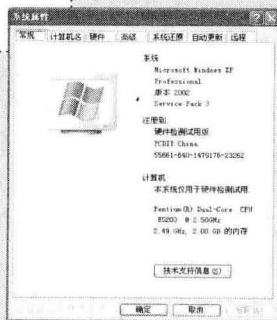 系统属性
常规 计算机名 硬件 高级 系统还原 自动更新 远程
系统
Microsoft Windows XP
Professional
版本 2002
Service Pack 3
注册到
硬件检测试用版
PCDIY China
55661-640-1479176-23262
计算机
本系统仅用于硬件检测试用
Pentium(R) Dual-Core CPU
E5200 @ 2.50GHz
2.49 GHz, 2.00 GB 的内存
技术支持信息(S)
确定 取消